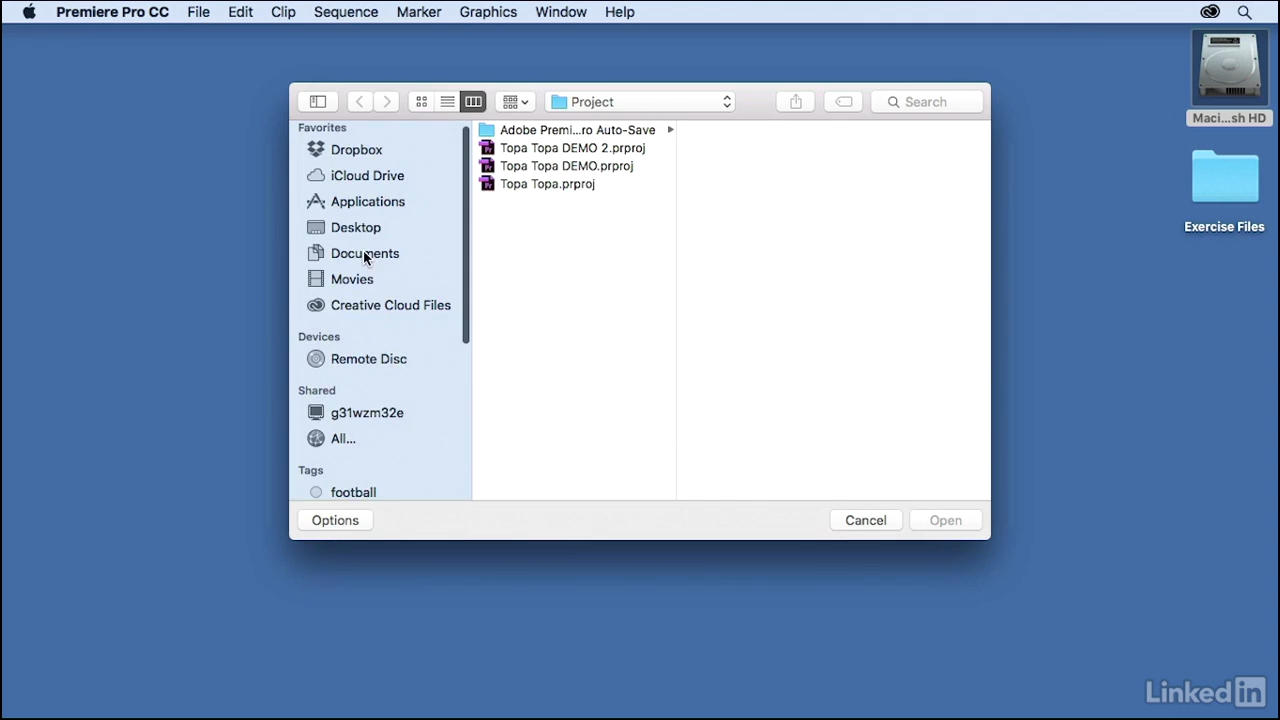 Premiere Pro CC File Edit Clip Sequence Marker Graphics Window Help
Maci...sh HD
Exercise Files
Project
Search
Favorites
Dropbox
iCloud Drive
Applications
Desktop
Documents
Movies
Creative Cloud Files
Devices
Remote Disc
Shared
g31wzm32e
All...
Tags
football
Adobe Premi...ro Auto-Save
Topa Topa DEMO 2.prproj
Topa Topa DEMO.prproj
Topa Topa.prproj
Options
Cancel
Open
LinkedIn